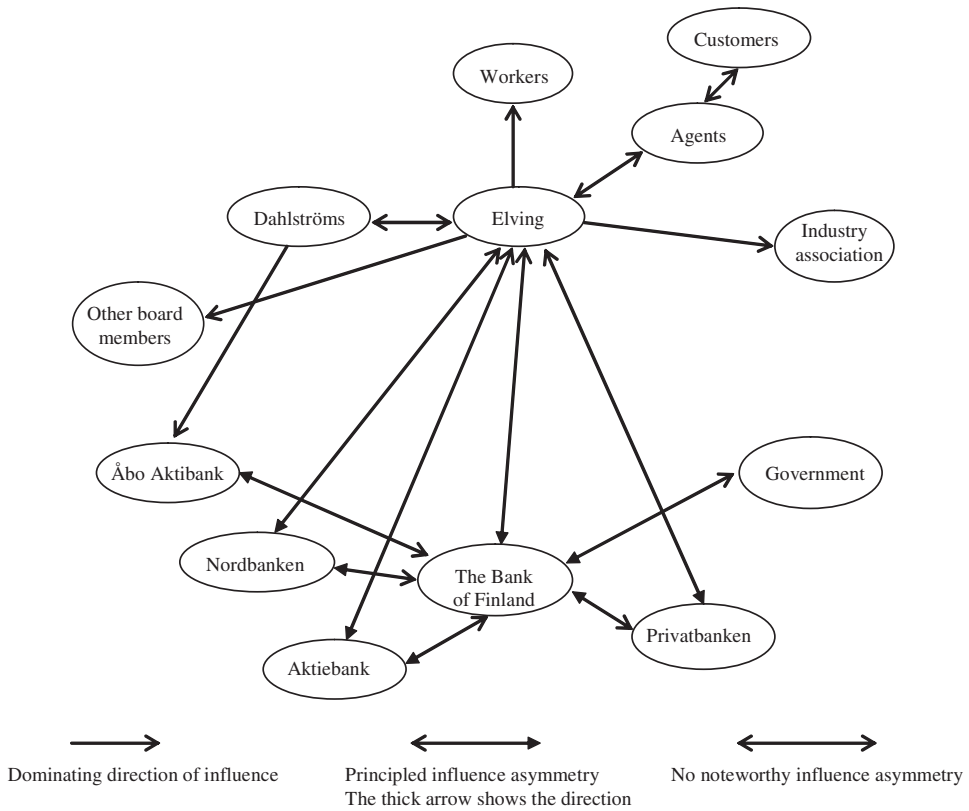 Customers
Workers
Agents
Dahlströms
Elving
Industry
association
Other board
members
Åbo Aktibank
Government
Nordbanken
The Bank
of Finland
Privatbanken
Aktiebank
Dominating direction of influence
Principled influence asymmetry
The thick arrow shows the direction
No noteworthy influence asymmetry